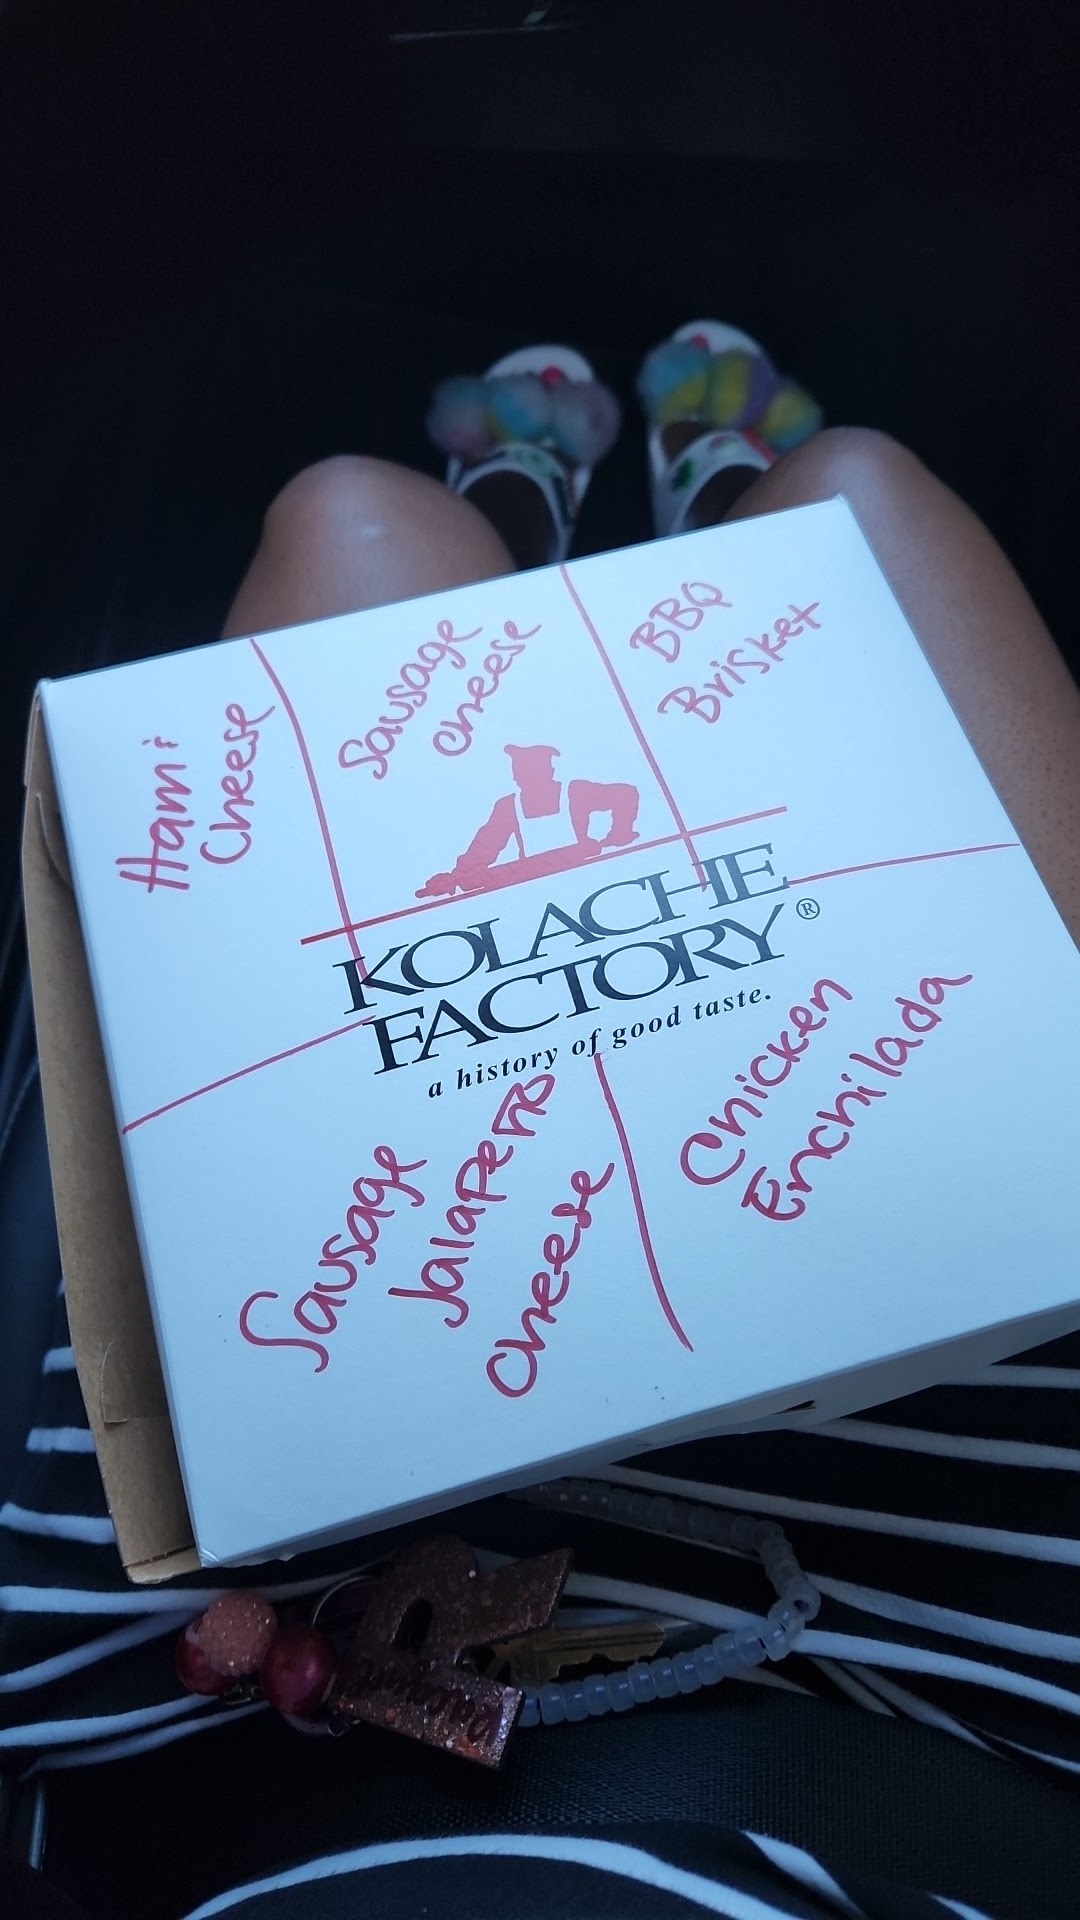 Ham &
Cheese
Sausage
cheese
BBQ
Brisket
KOLACHE
FACTORY®
a history of good taste.
Sausage
Jalapeño
cheese
Chicken
Enchilada